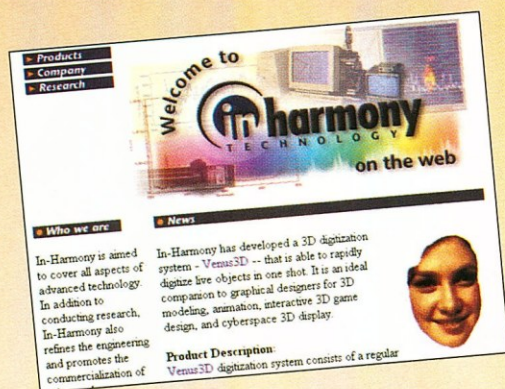 Products
Company
Research
Welcome to
in harmony
TECHNOLOGY
on the web
Who we are
In-Harmony is aimed
to cover all aspects of
advanced technology.
In addition to
conducting research,
In-Harmony also
refines the engineering
and promotes the
commercialization of
News
In-Harmony has developed a 3D digitization
system - Venus3D -- that is able to rapidly
digitize live objects in one shot. It is an ideal
companion to graphical designers for 3D
modeling, animation, interactive 3D game
design, and cyberspace 3D display.
Product Description:
Venus3D digitization system consists of a regular